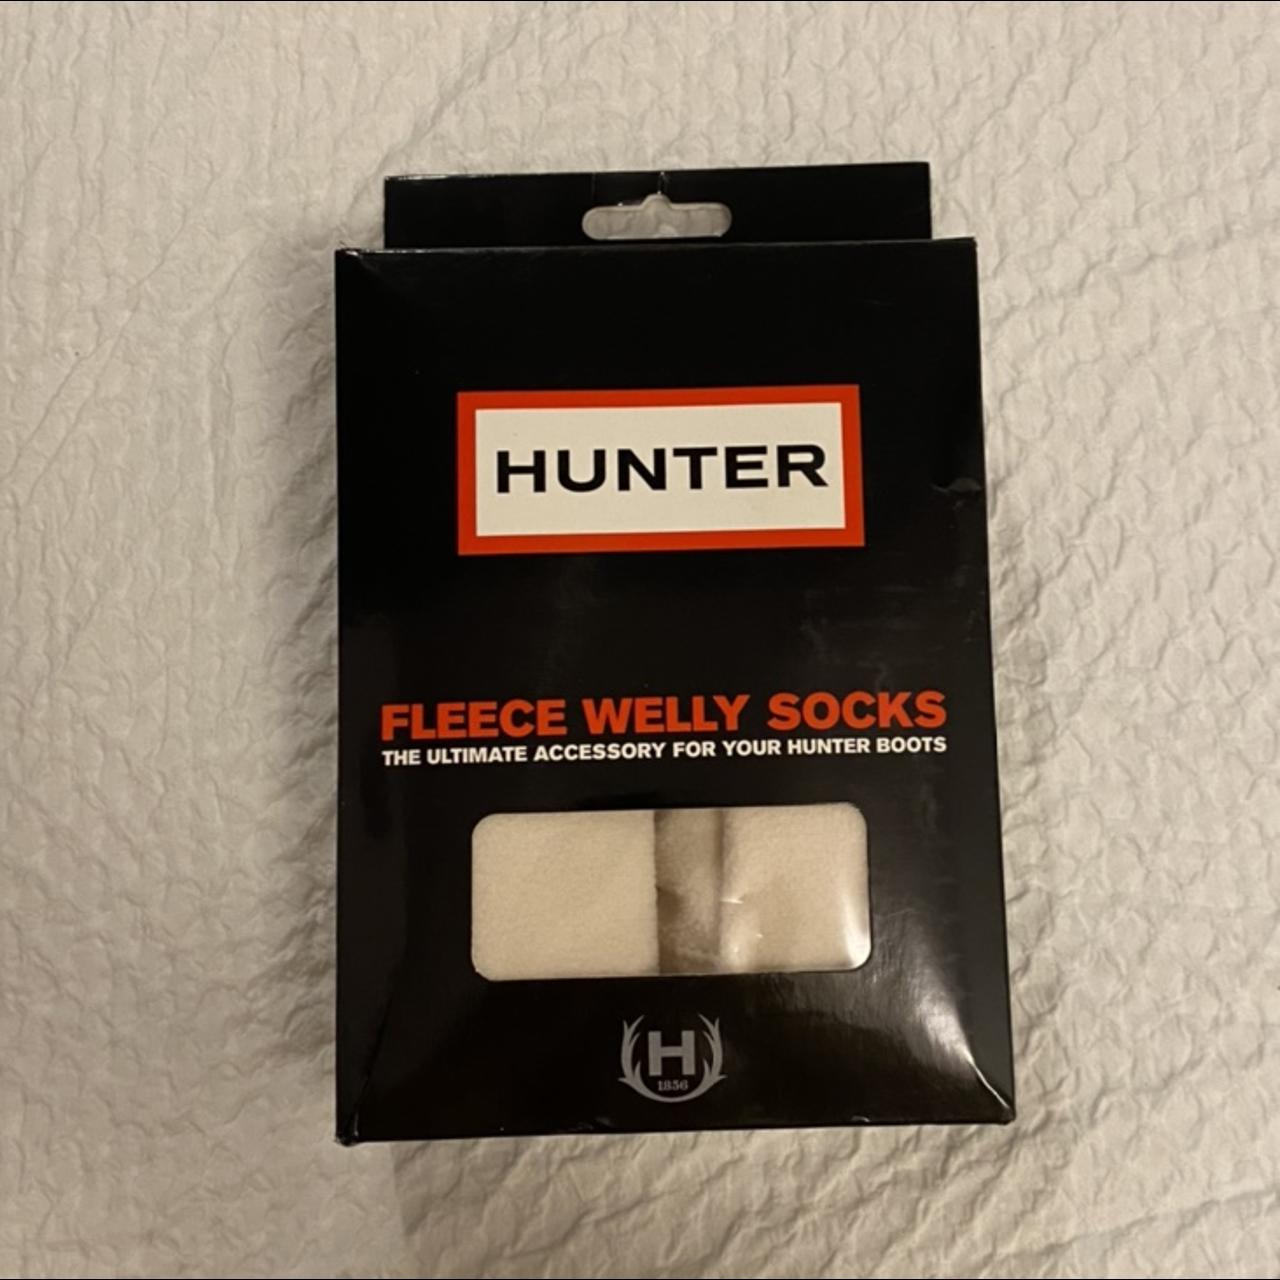 HUNTER
FLEECE WELLY SOCKS
THE ULTIMATE ACCESSORY FOR YOUR HUNTER BOOTS
H
1856